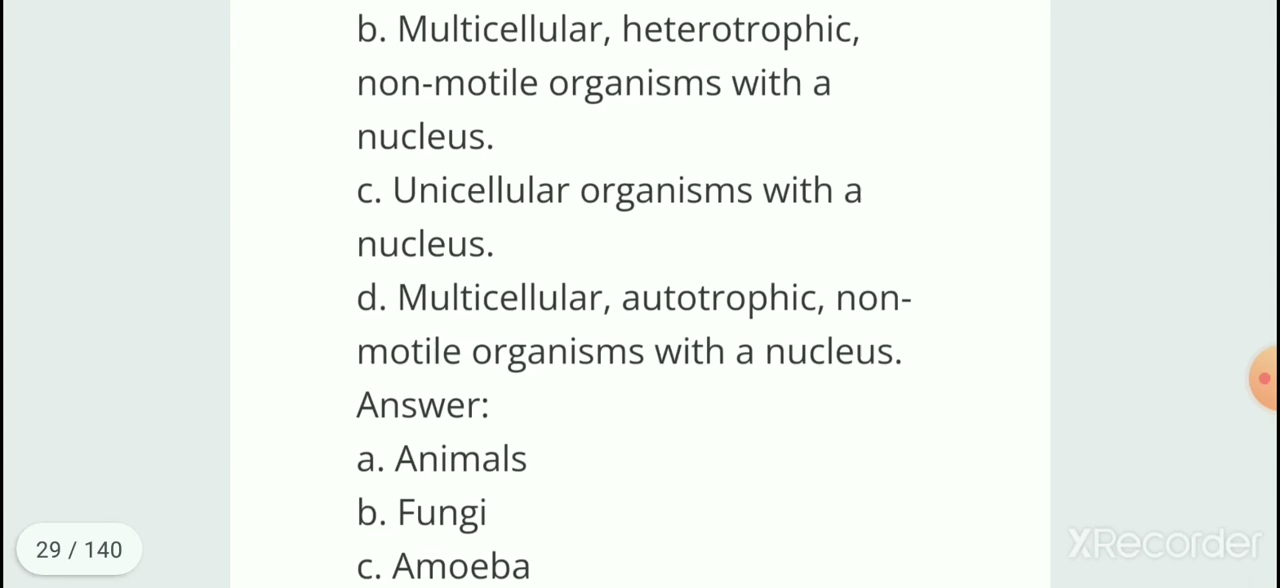 b. Multicellular, heterotrophic,
non-motile organisms with a
nucleus.
c. Unicellular organisms with a
nucleus.
d. Multicellular, autotrophic, non-
motile organisms with a nucleus.
Answer:
a. Animals
b. Fungi
c. Amoeba
29 / 140
XRecorder